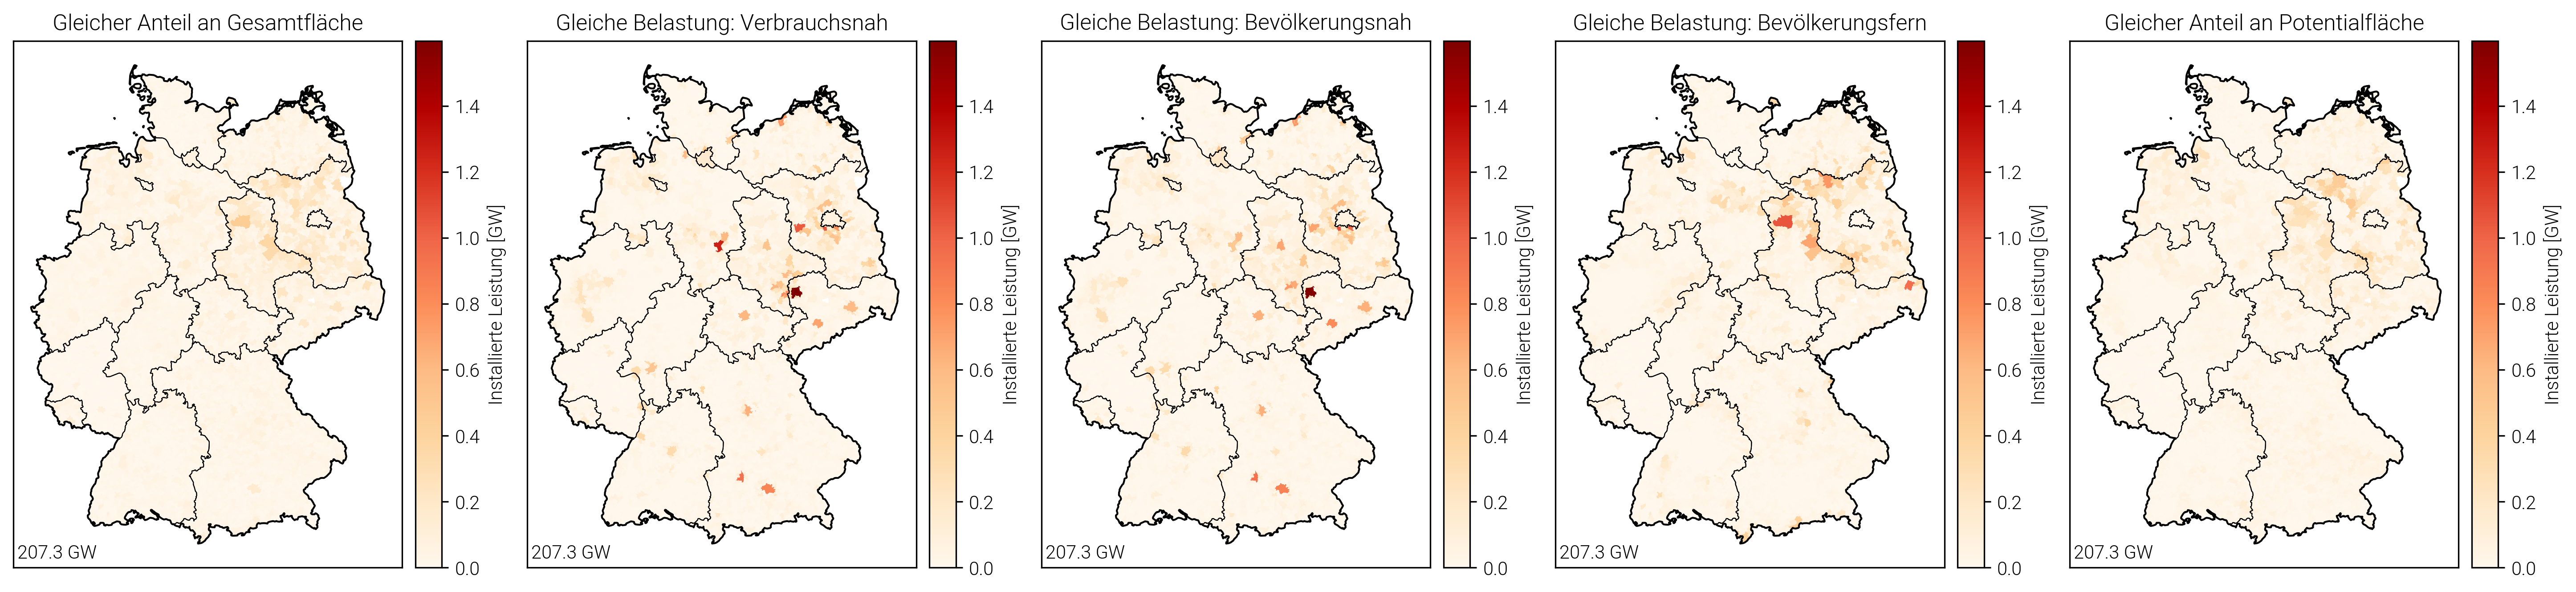 Gleicher Anteil an Gesamtfläche
1.4
1.2
1.0
0.8
0.6
0.4
0.2
0.0
Installierte Leistung [GW]
207.3 GW
Gleiche Belastung: Verbrauchsnah
1.4
1.2
1.0
0.8
0.6
0.4
0.2
0.0
Installierte Leistung [GW]
207.3 GW
Gleiche Belastung: Bevölkerungsnah
1.4
1.2
1.0
0.8
0.6
0.4
0.2
0.0
Installierte Leistung [GW]
207.3 GW
Gleiche Belastung: Bevölkerungsfern
1.4
1.2
1.0
0.8
0.6
0.4
0.2
0.0
Installierte Leistung [GW]
207.3 GW
Gleicher Anteil an Potentialfläche
1.4
1.2
1.0
0.8
0.6
0.4
0.2
0.0
Installierte Leistung [GW]
207.3 GW